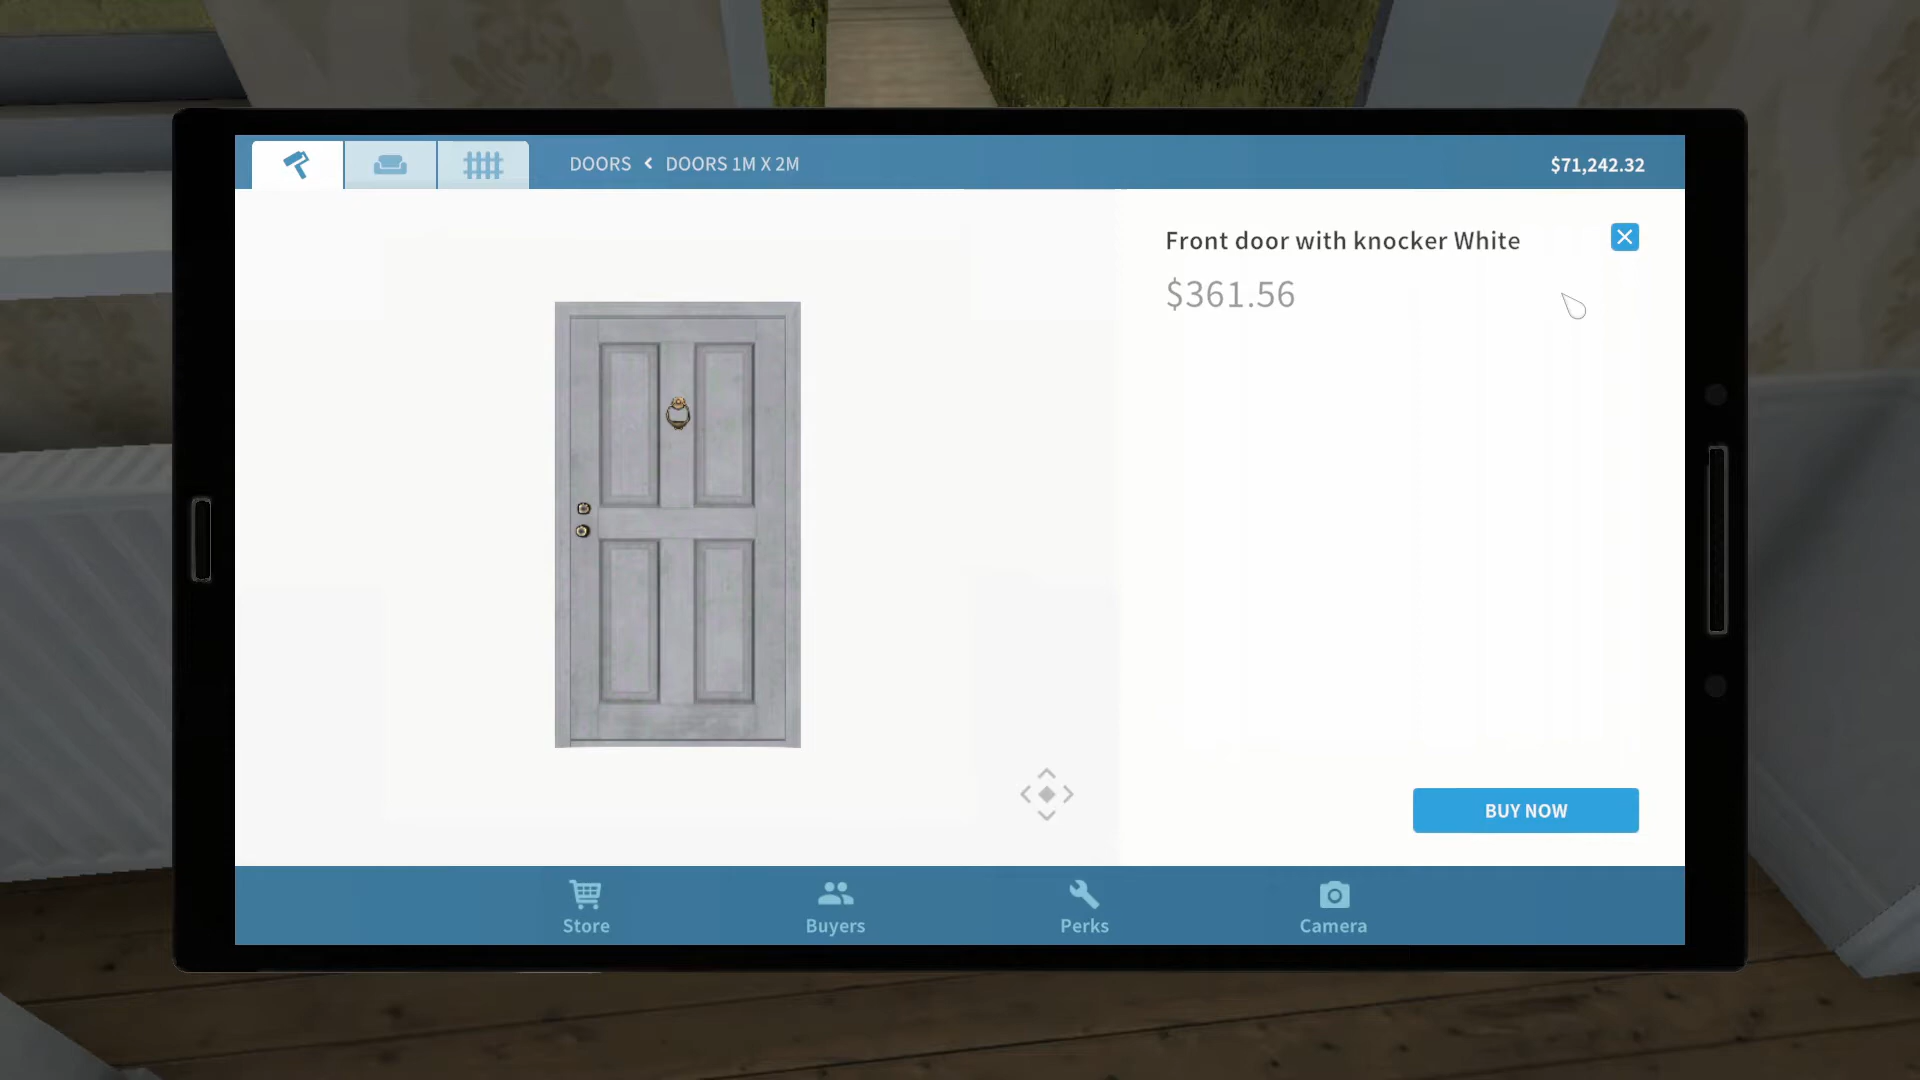 DOORS < DOORS 1M X 2M
$71,242.32
Front door with knocker White
$361.56
BUY NOW
Store
Buyers
Perks
Camera